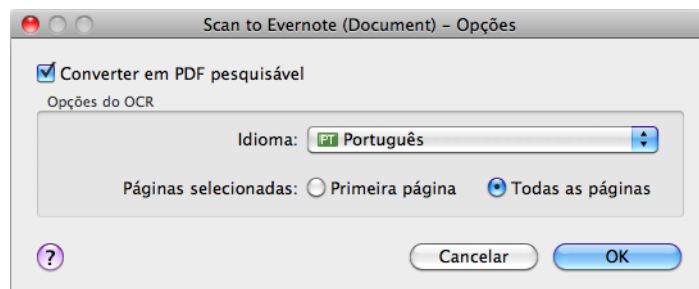 Scan to Evernote (Document) – Opções
Converter em PDF pesquisável
Opções do OCR
Idioma: PT Português
Páginas selecionadas: Primeira página Todas as páginas
? Cancelar OK